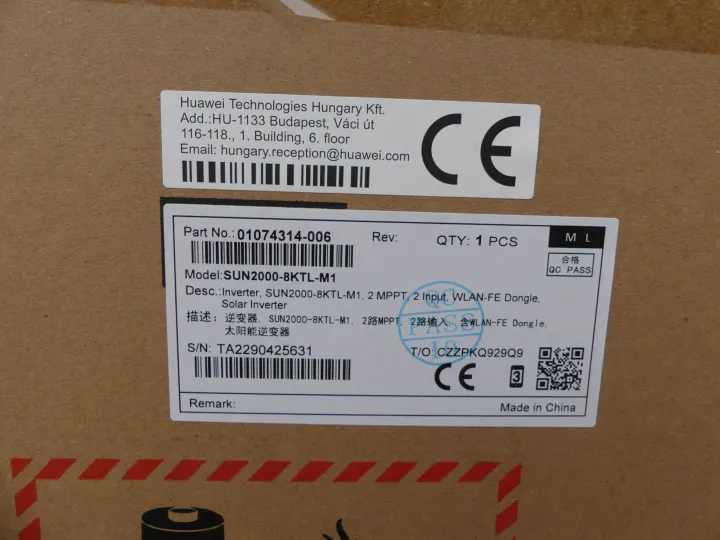 Huawei Technologies Hungary Kft.
Add.:HU-1133 Budapest, Váci út
116-118., 1. Building, 6. floor
Email: hungary.reception@huawei.com
CE
Part No.: 01074314-006 Rev: QTY: 1 PCS M L
合格
QC PASS
Model: SUN2000-8KTL-M1
Desc.: Inverter, SUN2000-8KTL-M1, 2 MPPT, 2 Input, WLAN-FE Dongle,
Solar Inverter
描述: 逆变器, SUN2000-8KTL-M1, 2路MPPT, 2路输入, 含WLAN-FE Dongle,
太阳能逆变器
QC
PASS
10
S/N: TA2290425631 T/O: CZZPKQ929Q9
CE 3
Remark: Made in China